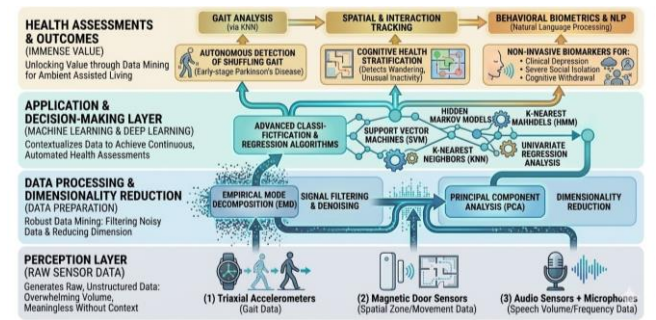 HEALTH ASSESSMENTS
& OUTCOMES
(IMMENSE VALUE)
Unlocking Value through Data Mining
for Ambient Assisted Living
GAIT ANALYSIS
(via KNN)
SPATIAL & INTERACTION
TRACKING
BEHAVIORAL BIOMETRICS & NLP
(Natural Language Processing)
AUTONOMOUS DETECTION
OF SHUFFLING GAIT
(Early-stage Parkinson's Disease)
COGNITIVE HEALTH
STRATIFICATION
(Detects Wandering,
Unusual Inactivity)
NON-INVASIVE BIOMARKERS FOR:
• Clinical Depression
• Severe Social Isolation
• Cognitive Withdrawal
APPLICATION &
DECISION-MAKING LAYER
(MACHINE LEARNING & DEEP LEARNING)
Contextualizes Data to Achieve Continuous,
Automated Health Assessments
ADVANCED CLASSI-
FICTFICATION &
REGRESSION ALGORITHMS
SUPPORT VECTOR
MACHINES (SVM)
HIDDEN
MARKOV MODELS
K-NEAREST
NEIGHBORS (KNN)
K-NEAREST
MAIHDELS (HMM)
UNIVARIATE
REGRESSION
ANALYSIS
DATA PROCESSING &
DIMENSIONALITY REDUCTION
(DATA PREPARATION)
Robust Data Mining: Filtering Noisy
Data & Reducing Dimension
EMPIRICAL MODE
DECOMPOSITION (EMD)
SIGNAL FILTERING
& DENOISING
PRINCIPAL COMPONENT
ANALYSIS (PCA)
DIMENSIONALITY
REDUCTION
PERCEPTION LAYER
(RAW SENSOR DATA)
Generates Raw, Unstructured Data:
Overwhelming Volume,
Meaningless Without Context
(1) Triaxial Accelerometers
(Gait Data)
(2) Magnetic Door Sensors
(Spatial Zone/Movement Data)
(3) Audio Sensors + Microphones
(Speech Volume/Frequency Data)